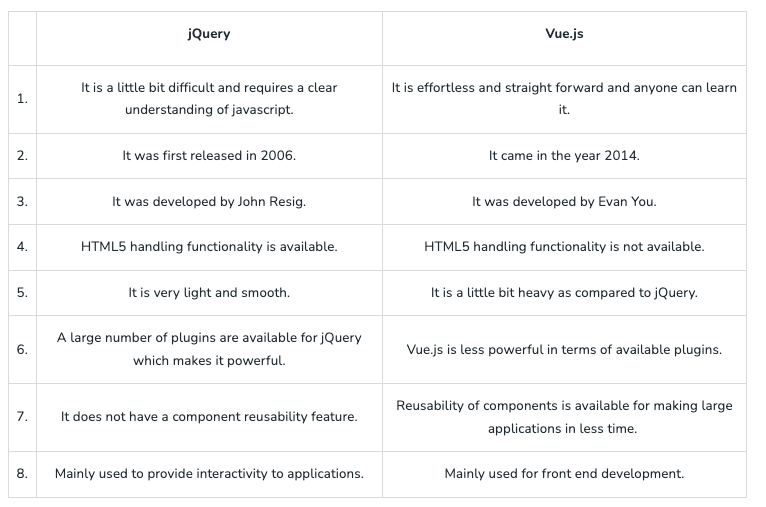 jQuery Vue.js
1. It is a little bit difficult and requires a clear
understanding of javascript.
It is effortless and straight forward and anyone can learn
it.
2. It was first released in 2006. It came in the year 2014.
3. It was developed by John Resig. It was developed by Evan You.
4. HTML5 handling functionality is available. HTML5 handling functionality is not available.
5. It is very light and smooth. It is a little bit heavy as compared to jQuery.
6. A large number of plugins are available for jQuery
which makes it powerful.
Vue.js is less powerful in terms of available plugins.
7. It does not have a component reusability feature.
Reusability of components is available for making large
applications in less time.
8. Mainly used to provide interactivity to applications. Mainly used for front end development.